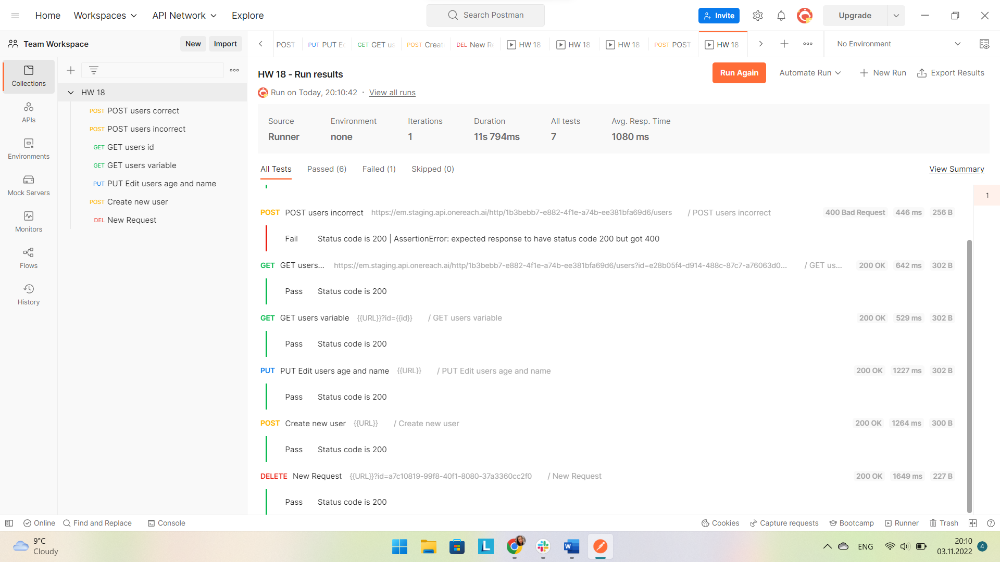 Home
Workspaces
API Network
Explore
Search Postman
Invite
Upgrade
Team Workspace
New
Import
POST
PUT PUT Ec
GET GET us
POST Creat
DEL New Re
HW 18
HW 18
HW 18
POST POST
HW 18
No Environment
Collections
APIs
Environments
Mock Servers
Monitors
Flows
History
HW 18
POST POST users correct
POST POST users incorrect
GET GET users id
GET GET users variable
PUT PUT Edit users age and name
POST Create new user
DEL New Request
HW 18 - Run results
Run Again
Automate Run
New Run
Export Results
Run on Today, 20:10:42 · View all runs
Source Environment Iterations Duration All tests Avg. Resp. Time
Runner none 1 11s 794ms 7 1080 ms
All Tests Passed (6) Failed (1) Skipped (0) View Summary
1
POST POST users incorrect https://em.staging.api.onereach.ai/http/1b3bebb7-e882-4f1e-a74b-ee381bfa69d6/users / POST users incorrect 400 Bad Request 446 ms 256 B
Fail Status code is 200 | AssertionError: expected response to have status code 200 but got 400
GET GET users... https://em.staging.api.onereach.ai/http/1b3bebb7-e882-4f1e-a74b-ee381bfa69d6/users?id=e28b05f4-d914-488c-87c7-a76063d0... / GET us... 200 OK 642 ms 302 B
Pass Status code is 200
GET GET users variable {{URL}}?id={{id}} / GET users variable 200 OK 529 ms 302 B
Pass Status code is 200
PUT PUT Edit users age and name {{URL}} / PUT Edit users age and name 200 OK 1227 ms 302 B
Pass Status code is 200
POST Create new user {{URL}} / Create new user 200 OK 1264 ms 300 B
Pass Status code is 200
DELETE New Request {{URL}}?id=a7c10819-99f8-40f1-8080-37a3360cc2f0 / New Request 200 OK 1649 ms 227 B
Pass Status code is 200
Online
Find and Replace
Console
Cookies
Capture requests
Bootcamp
Runner
Trash
9°C
Cloudy
L
W
ENG
20:10
03.11.2022
4